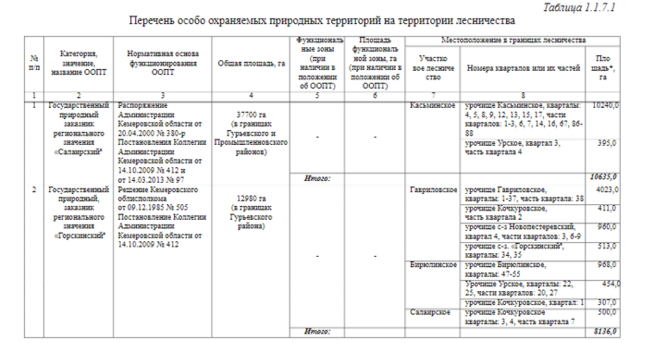 Таблица 1.1.7.1
Перечень особо охраняемых природных территорий на территории лесничества
№ п/п
Категория, значение, название ООПТ
Нормативная основа функционирования ООПТ
Общая площадь, га
Функциональные зоны (при наличии в положении об ООПТ)
Площадь функциональной зоны, га (при наличии в положении об ООПТ)
Местоположение в границах лесничества
Участковое лесничество
Номера кварталов или их частей
Площадь*, га
1 2 3 4 5 6 7 8
1
Государственный
природный
заказник
регионального
значения
«Салаирский"
Распоряжение
Администрации
Кемеровской области от
20.04.2000 № 380-р
Постановления Коллегии
Администрации
Кемеровской области от
14.10.2009 № 412 и
от 14.03.2013 № 97
37700 га
(в границах
Гурьевского и
Промышленновского
районов)
-
-
Касьминское
урочище Касьминское, кварталы:
4, 5, 8, 9, 12, 13, 15, 17, части
кварталов: 1-3, 6, 7, 14, 16, 67, 86-
88
10240,0
урочище Урское, квартал 3,
часть квартала 4
395,0
Итого:
10635,0
2
Государственный
природный,
заказник
регионального
значения
«Горскинский"
Решение Кемеровского
облисполкома
от 09.12.1985 № 505
Постановление Коллегии
Администрации
Кемеровской области от
14.10.2009 № 412
12980 га
(в границах
Гурьевского
района)
-
-
Гавриловское
урочище Гавриловское,
кварталы: 1-37, часть квартала: 38
4023,0
урочище Кочкуровское,
часть квартала 2
411,0
урочище с-з Новопестеревский,
квартал 4, части кварталов: 3, 6-9
960,0
урочище с-з. «Горскинский",
кварталы: 34, 35
513,0
Бирюлинское
урочище Бирюлинское,
кварталы: 47-55
968,0
Урочище Урское, кварталы: 22,
25, части кварталов: 20, 27
454,0
урочище Кочкуровское, квартал: 1
307,0
Салаирское
урочище Кочкуровское
кварталы: 3, 4, часть квартала 7
500,0
Итого:
8136,0